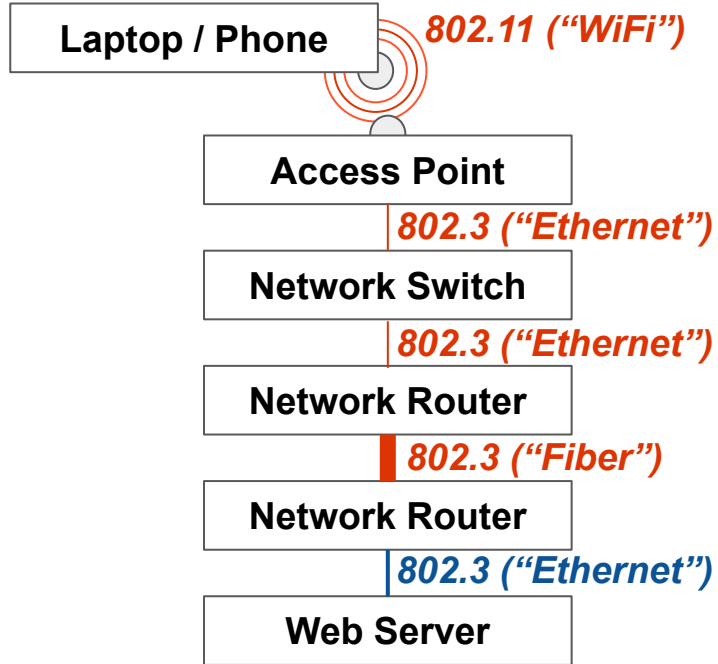 Laptop / Phone
802.11 (“WiFi”)
Access Point
802.3 (“Ethernet”)
Network Switch
802.3 (“Ethernet”)
Network Router
802.3 (“Fiber”)
Network Router
802.3 (“Ethernet”)
Web Server